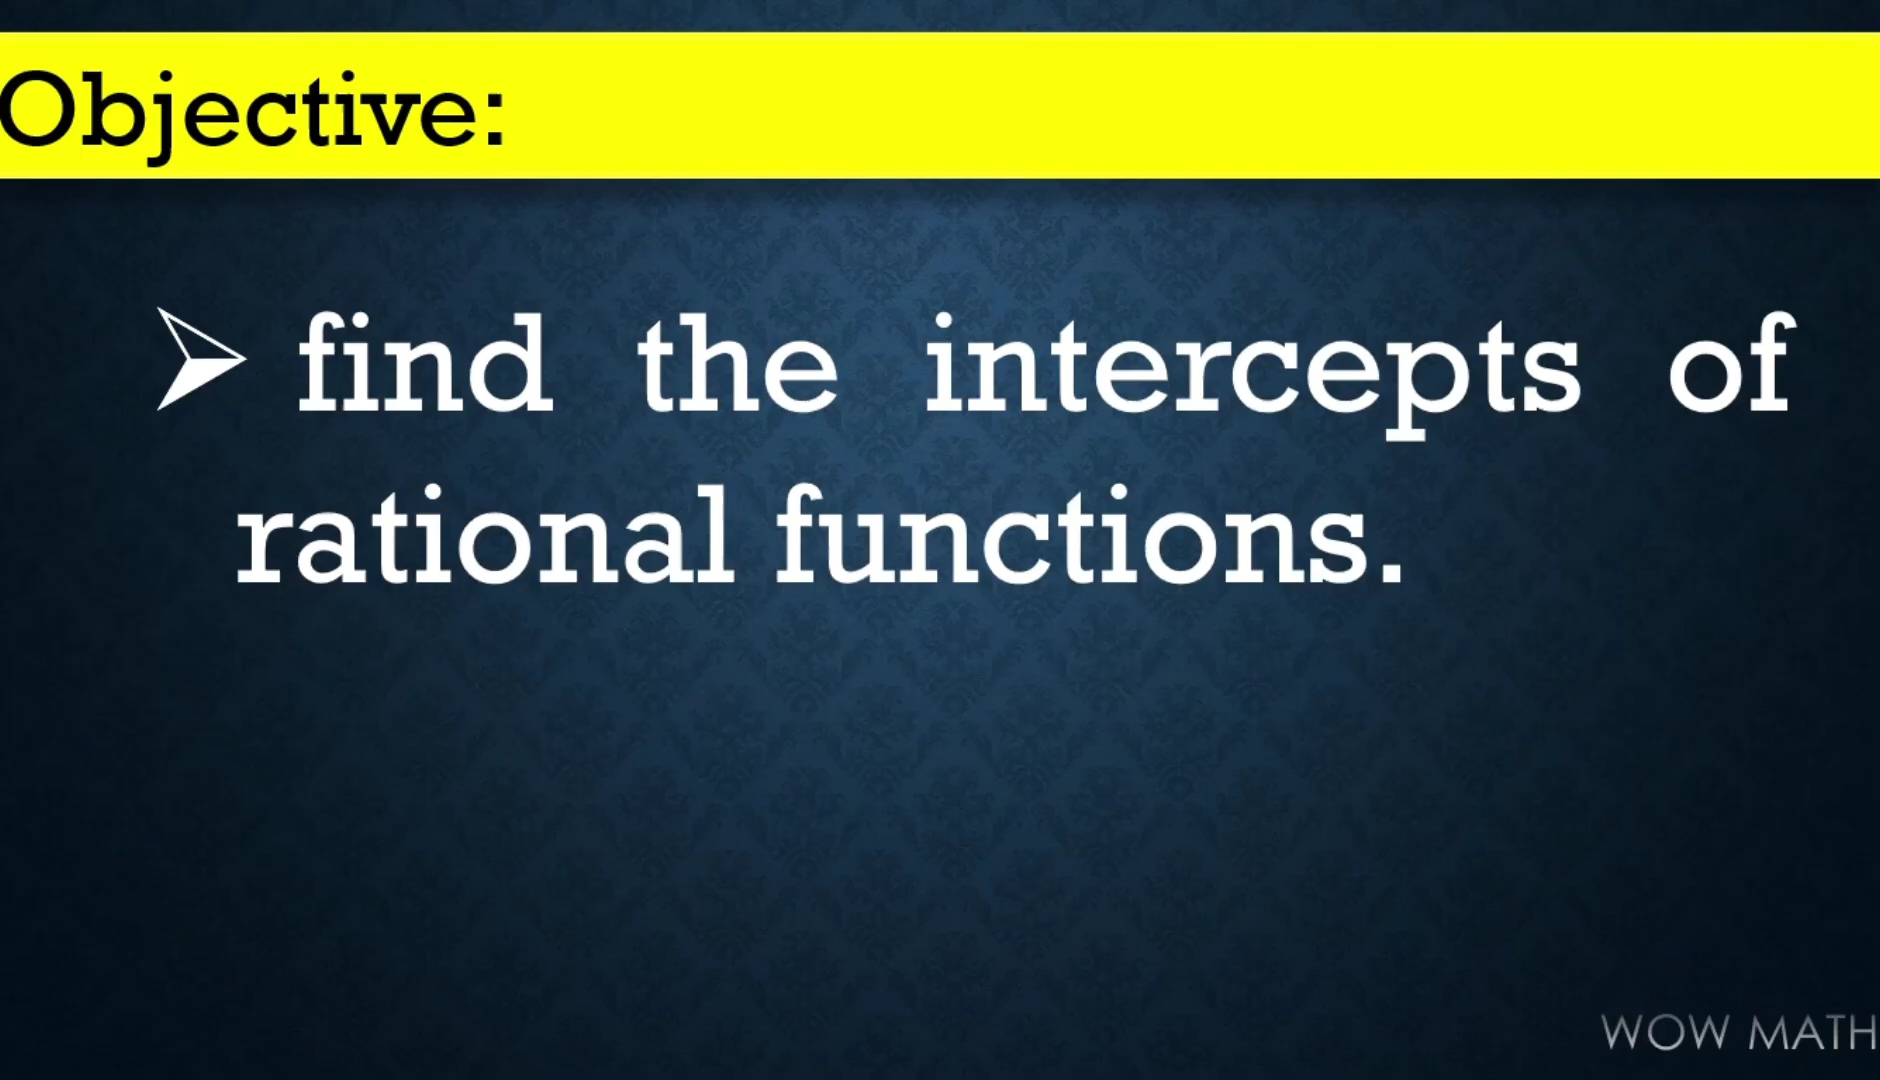 Objective:
➢ find the intercepts of
rational functions.
WOW MATH